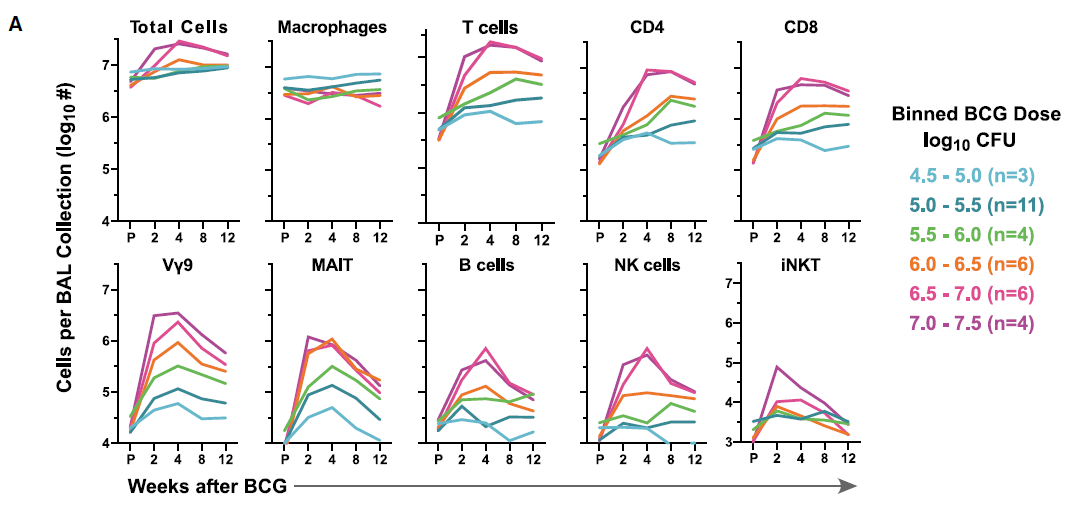 A
Total Cells
Macrophages
T cells
CD4
CD8
Cells per BAL Collection (log10 #)
7
6
5
4
P 2 4 8 12
P 2 4 8 12
P 2 4 8 12
P 2 4 8 12
P 2 4 8 12
Binned BCG Dose
log10 CFU
4.5 - 5.0 (n=3)
5.0 - 5.5 (n=11)
5.5 - 6.0 (n=4)
6.0 - 6.5 (n=6)
6.5 - 7.0 (n=6)
7.0 - 7.5 (n=4)
Vγ9
MAIT
B cells
NK cells
iNKT
7
6
5
4
7
6
5
4
3
P 2 4 8 12
P 2 4 8 12
P 2 4 8 12
P 2 4 8 12
P 2 4 8 12
Weeks after BCG